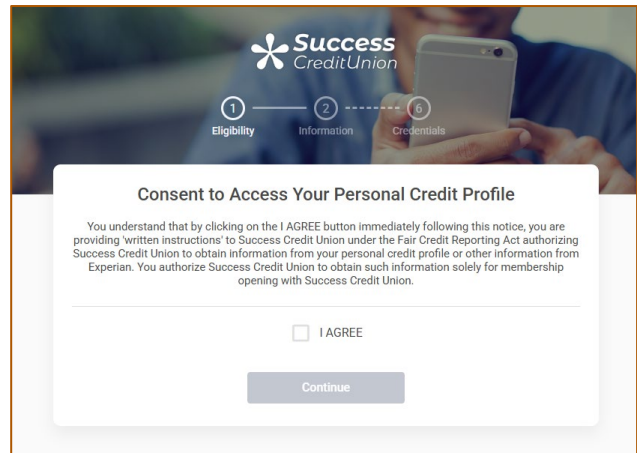 Success
CreditUnion
1 2 6
Eligibility Information Credentials
Consent to Access Your Personal Credit Profile
You understand that by clicking on the I AGREE button immediately following this notice, you are
providing 'written instructions' to Success Credit Union under the Fair Credit Reporting Act authorizing
Success Credit Union to obtain information from your personal credit profile or other information from
Experian. You authorize Success Credit Union to obtain such information solely for membership
opening with Success Credit Union.
I AGREE
Continue